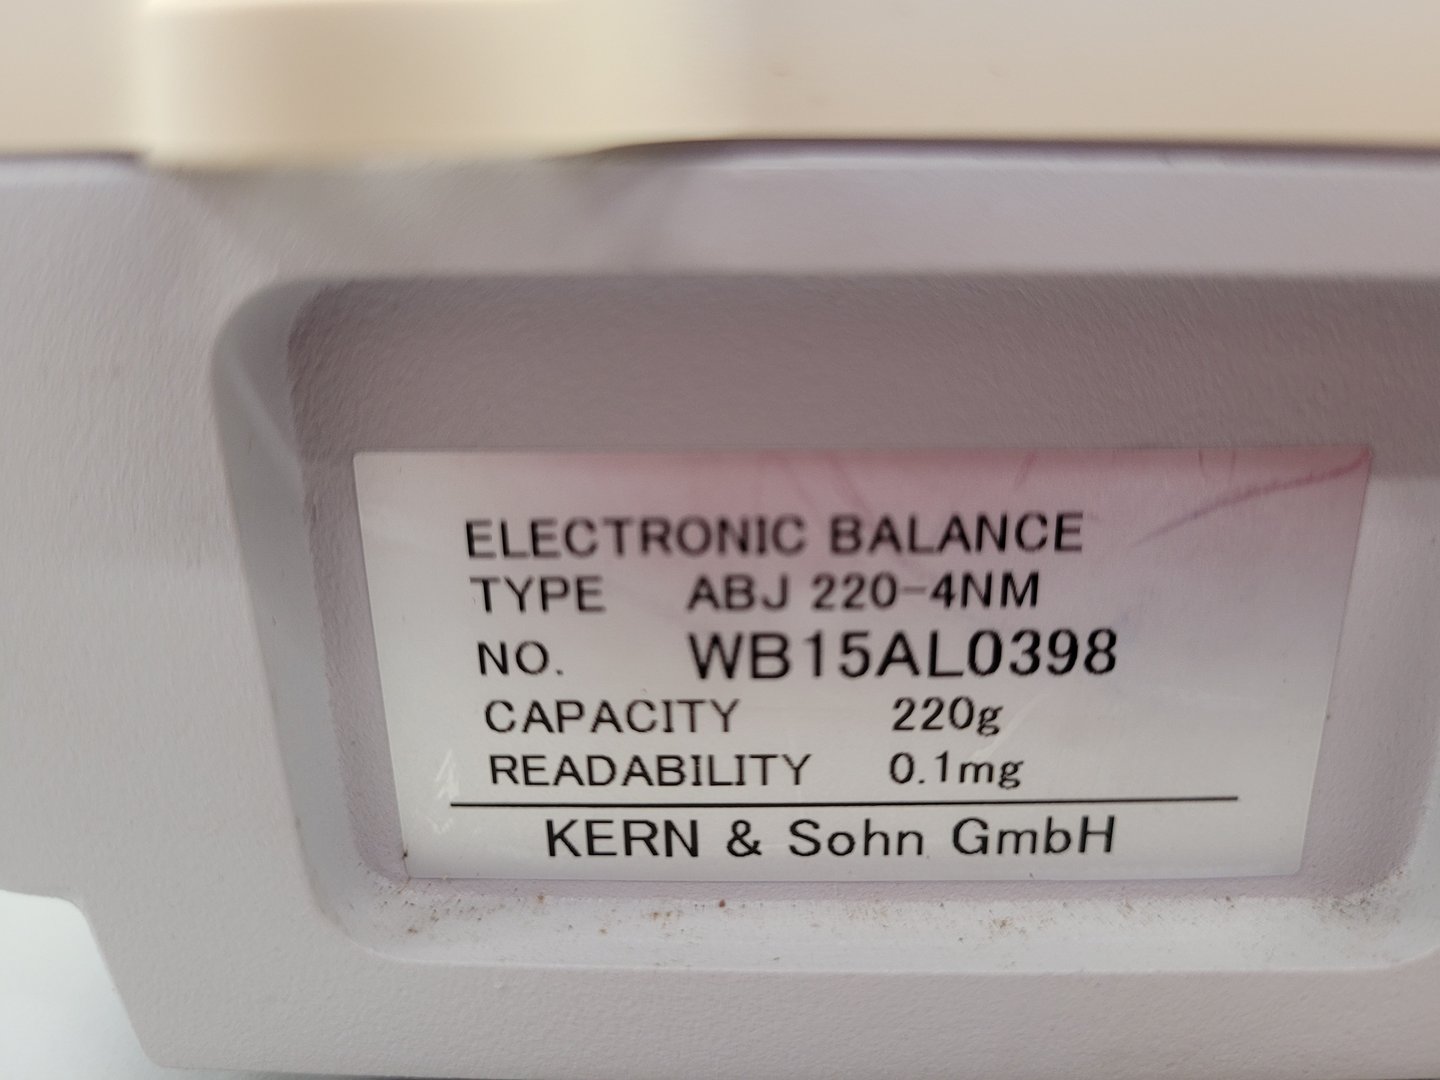 ELECTRONIC BALANCE
TYPE ABJ 220-4NM
NO. WB15AL0398
CAPACITY 220g
READABILITY 0.1mg
KERN & Sohn GmbH